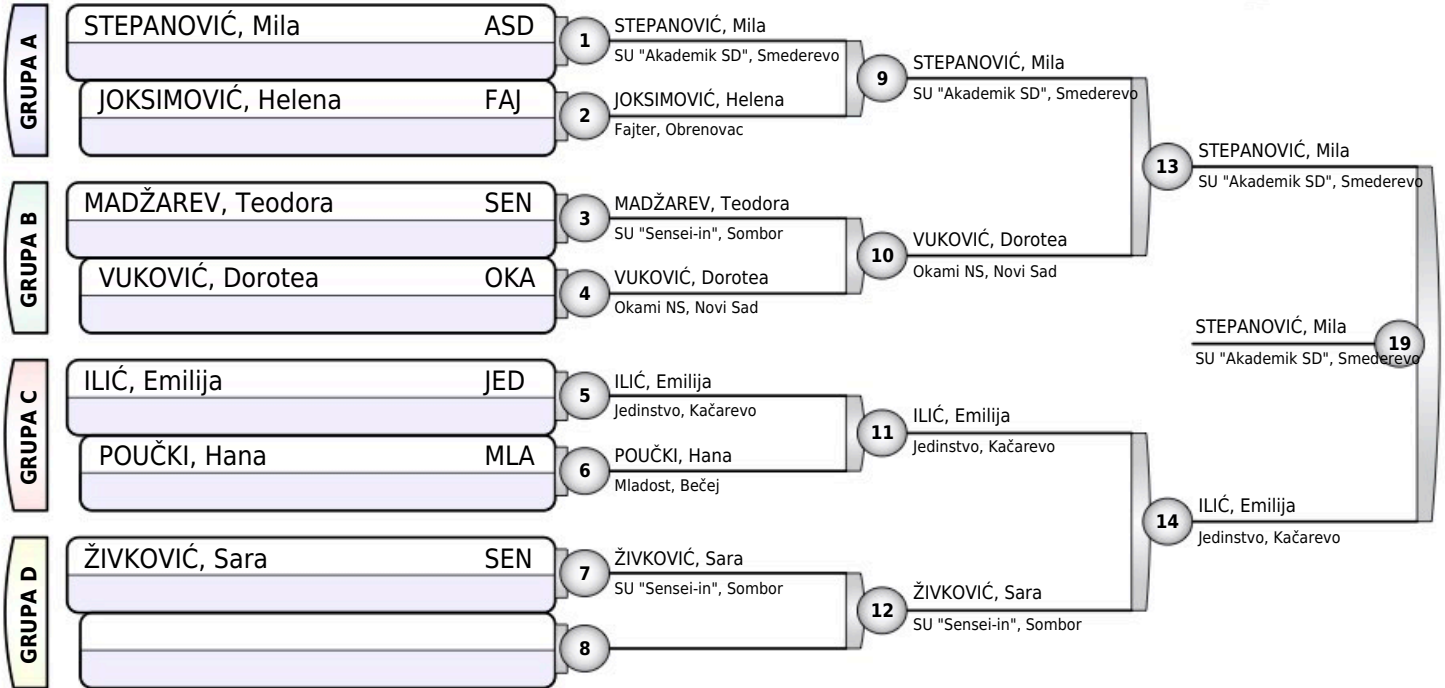 GRUPA A
STEPANOVIĆ, Mila ASD
JOKSIMOVIĆ, Helena FAJ
GRUPA B
MADŽAREV, Teodora SEN
VUKOVIĆ, Dorotea OKA
GRUPA C
ILIĆ, Emilija JED
POUČKI, Hana MLA
GRUPA D
ŽIVKOVIĆ, Sara SEN
1
STEPANOVIĆ, Mila
SU "Akademik SD", Smederevo
2
JOKSIMOVIĆ, Helena
Fajter, Obrenovac
3
MADŽAREV, Teodora
SU "Sensei-in", Sombor
4
VUKOVIĆ, Dorotea
Okami NS, Novi Sad
5
ILIĆ, Emilija
Jedinstvo, Kačarevo
6
POUČKI, Hana
Mladost, Bečej
7
ŽIVKOVIĆ, Sara
SU "Sensei-in", Sombor
8
9
STEPANOVIĆ, Mila
SU "Akademik SD", Smederevo
10
VUKOVIĆ, Dorotea
Okami NS, Novi Sad
11
ILIĆ, Emilija
Jedinstvo, Kačarevo
12
ŽIVKOVIĆ, Sara
SU "Sensei-in", Sombor
13
STEPANOVIĆ, Mila
SU "Akademik SD", Smederevo
14
ILIĆ, Emilija
Jedinstvo, Kačarevo
19
STEPANOVIĆ, Mila
SU "Akademik SD", Smederevo